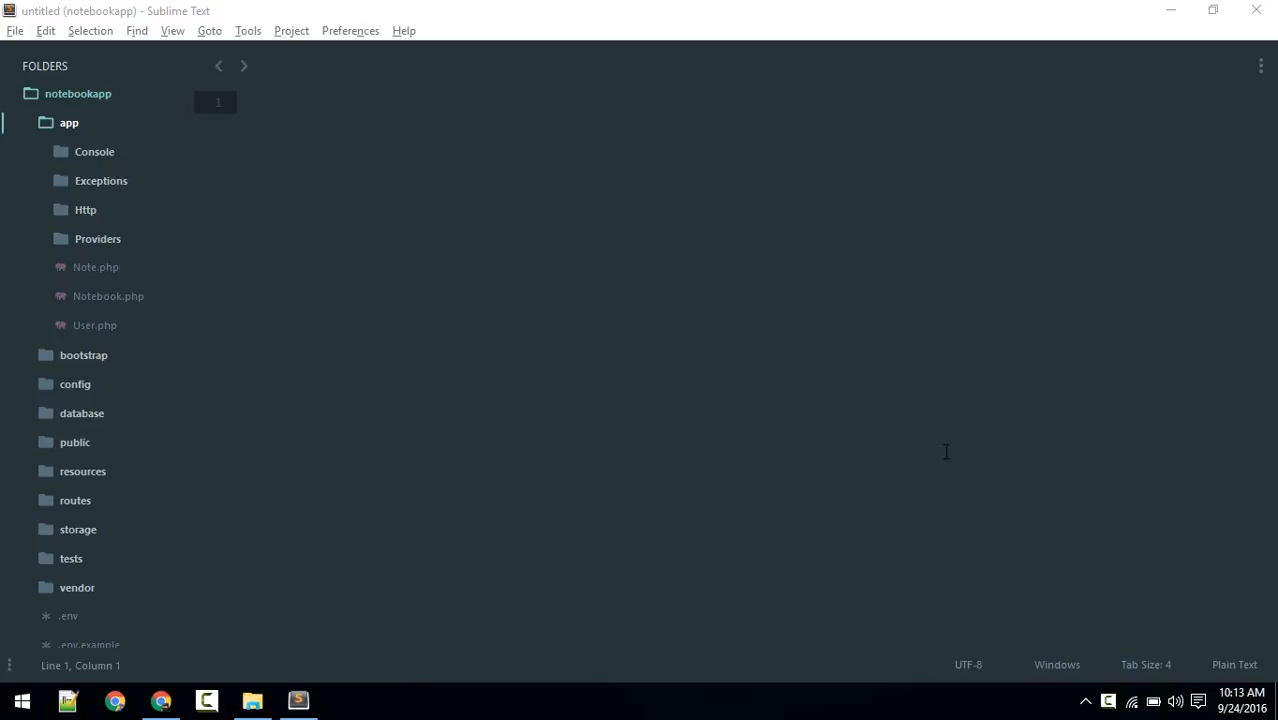 untitled (notebookapp) - Sublime Text
File Edit Selection Find View Goto Tools Project Preferences Help
FOLDERS
notebookapp
1
app
Console
Exceptions
Http
Providers
Note.php
Notebook.php
User.php
bootstrap
config
database
public
resources
routes
storage
tests
vendor
.env
.env.example
Line 1, Column 1 UTF-8 Windows Tab Size: 4 Plain Text
10:13 AM
9/24/2016